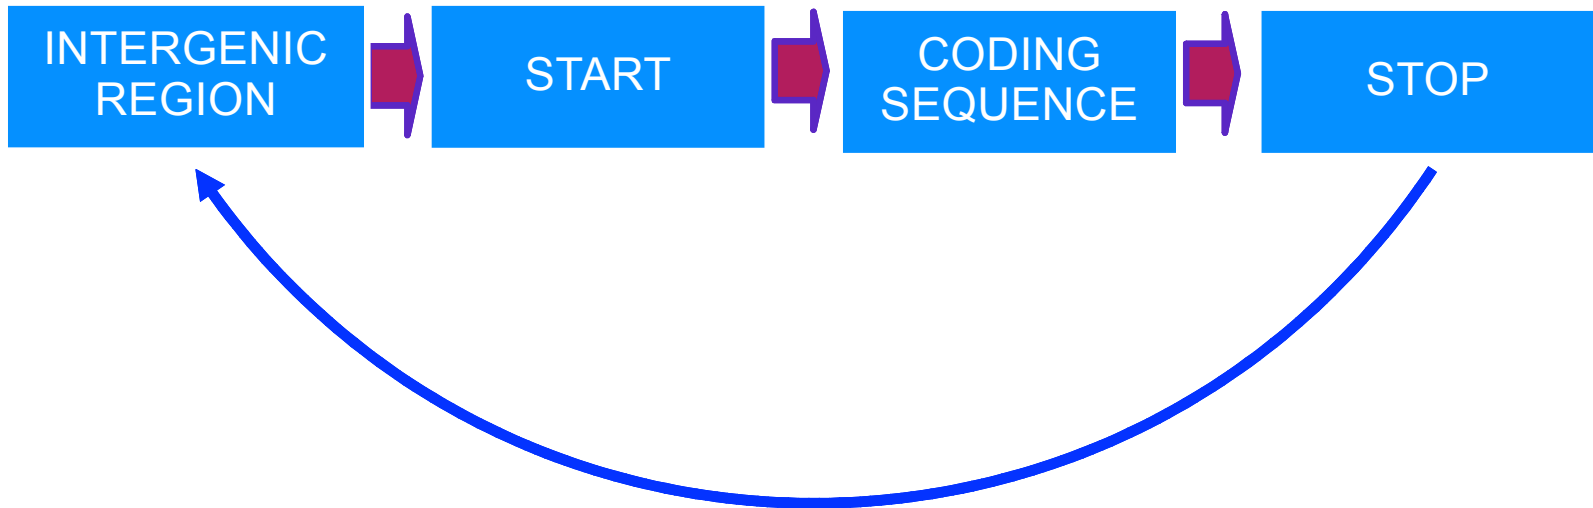 INTERGENIC
REGION
START
CODING
SEQUENCE
STOP